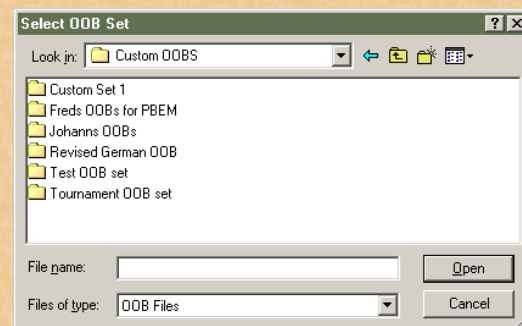 Select OOB Set
Look in: Custom OOBS
Custom Set 1
Freds OOBs for PBEM
Johanns OOBs
Revised German OOB
Test OOB set
Tournament OOB set
File name: Open
Files of type: OOB Files Cancel